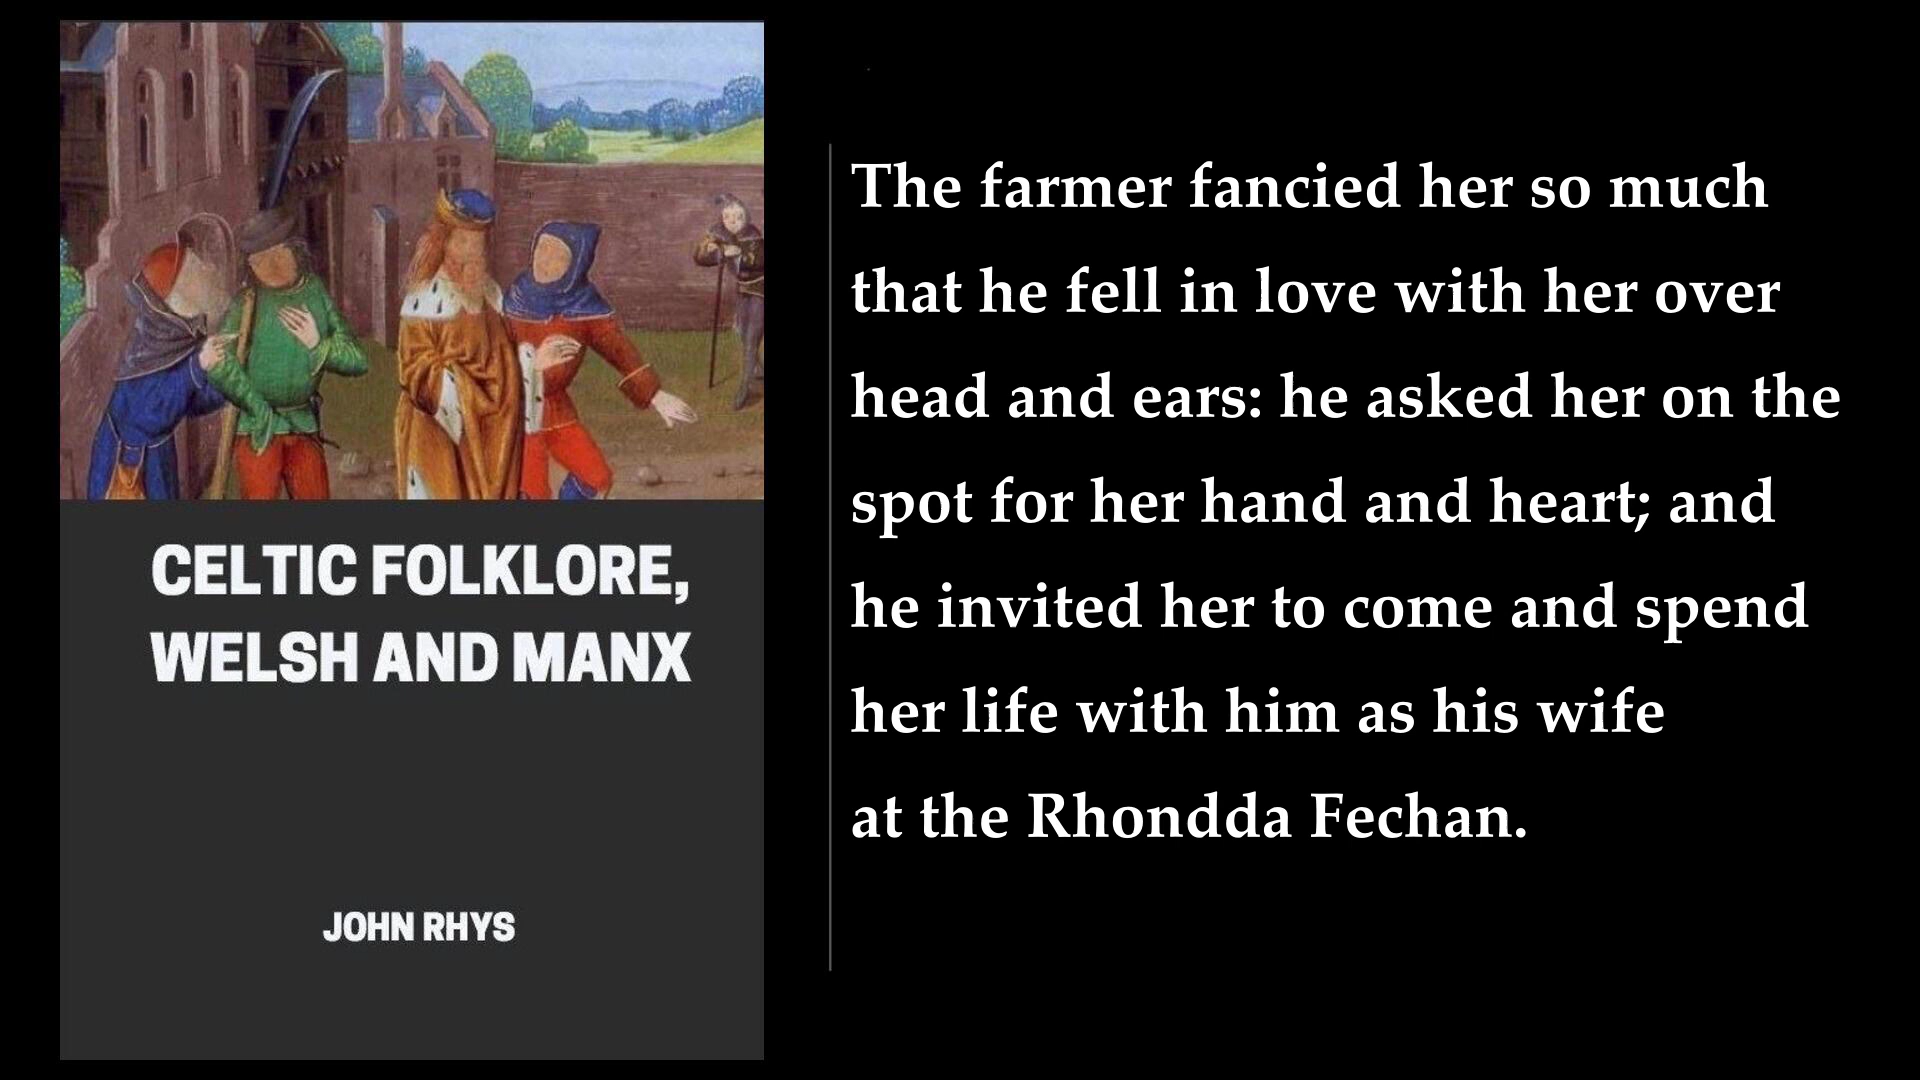 CELTIC FOLKLORE,
WELSH AND MANX
JOHN RHYS
The farmer fancied her so much
that he fell in love with her over
head and ears: he asked her on the
spot for her hand and heart; and
he invited her to come and spend
her life with him as his wife
at the Rhondda Fechan.